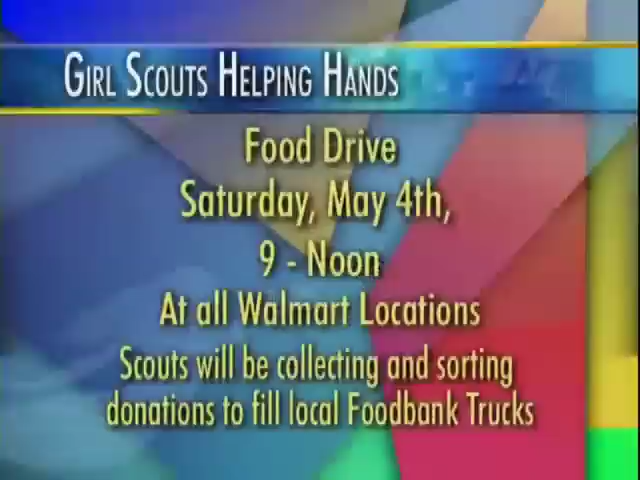 Girl Scouts Helping Hands
Food Drive
Saturday, May 4th,
9 - Noon
At all Walmart Locations
Scouts will be collecting and sorting
donations to fill local Foodbank Trucks